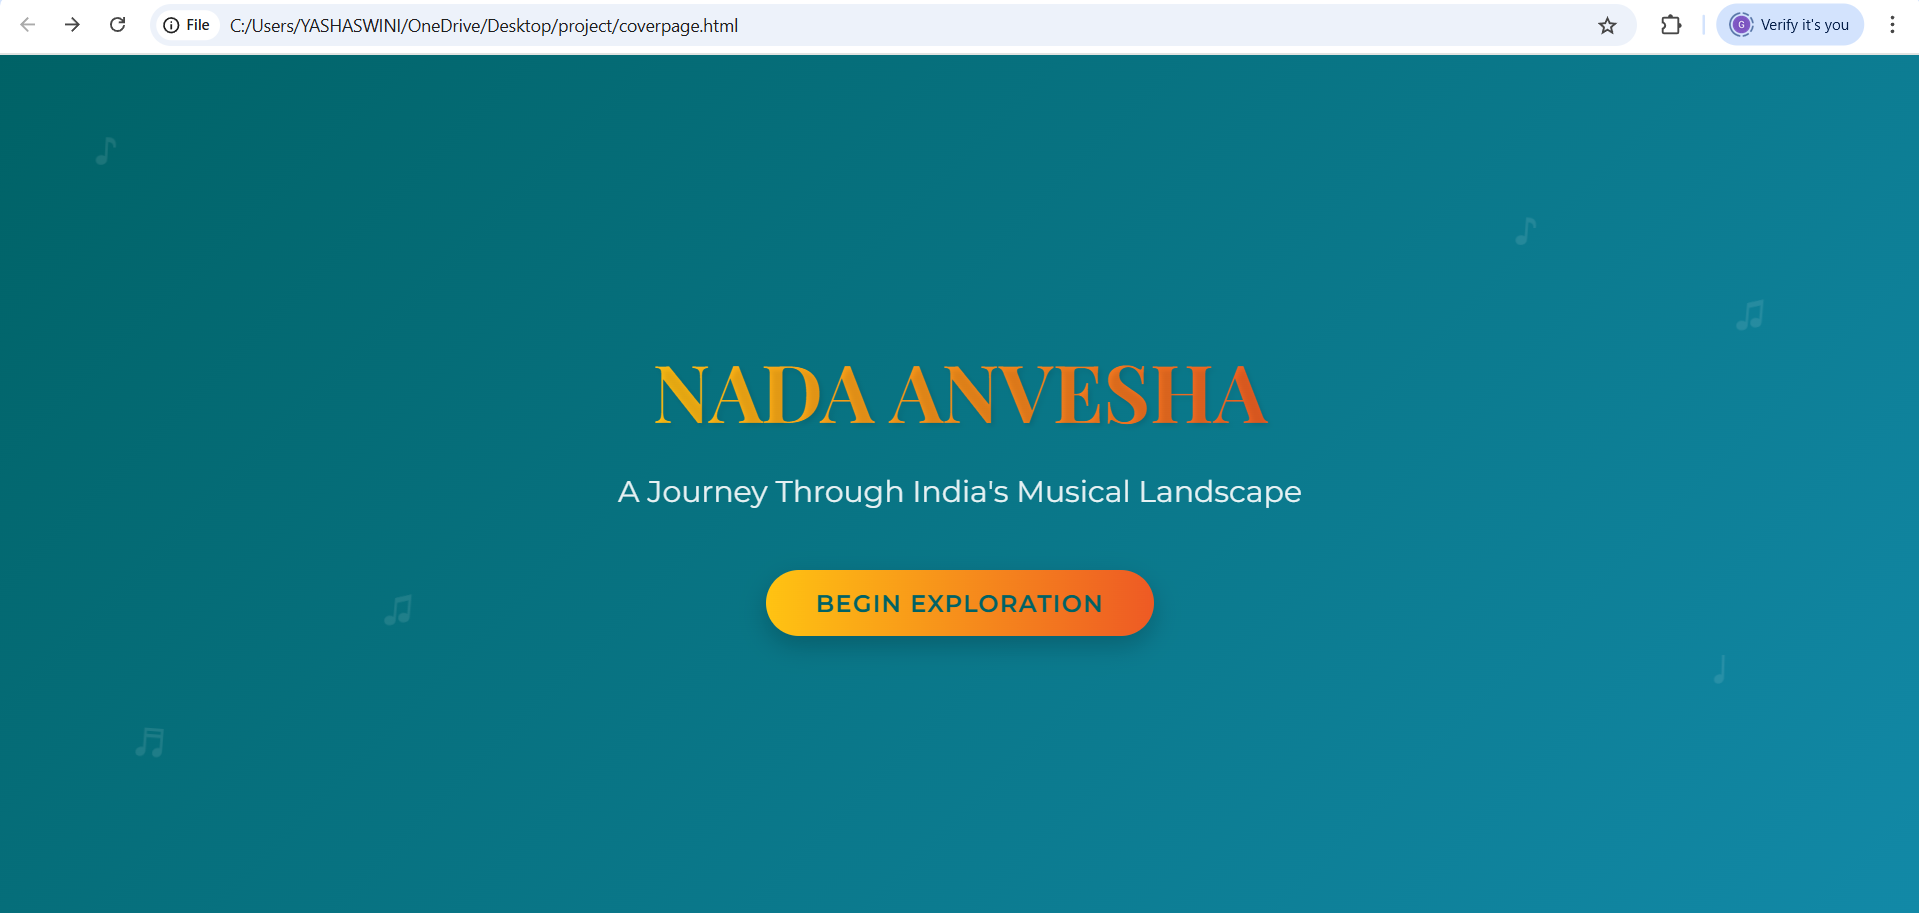 File
C:/Users/YASHASWINI/OneDrive/Desktop/project/coverpage.html
G
Verify it's you
NADA ANVESHA
A Journey Through India's Musical Landscape
BEGIN EXPLORATION